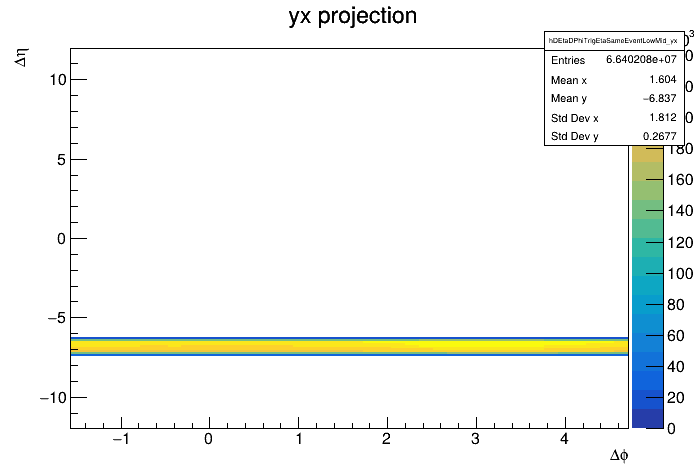 yx projection
hDEtaDPhiTrigEtaSameEventLowMid_yx
Entries 6.640208e+07
Mean x 1.604
Mean y −6.837
Std Dev x 1.812
Std Dev y 0.2677
Δη
10
5
0
−5
−10
−1 0 1 2 3 4
Δϕ
180
160
140
120
100
80
60
40
20
0